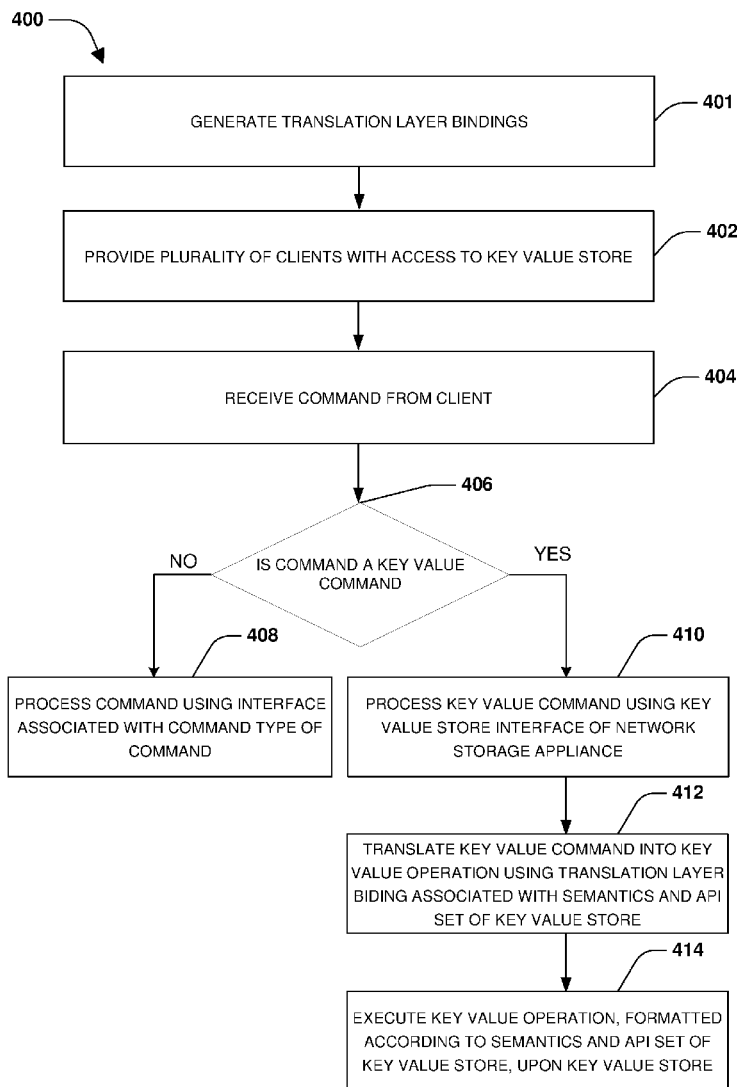 400
GENERATE TRANSLATION LAYER BINDINGS
401
PROVIDE PLURALITY OF CLIENTS WITH ACCESS TO KEY VALUE STORE
402
RECEIVE COMMAND FROM CLIENT
404
406
IS COMMAND A KEY VALUE
COMMAND
NO
YES
408
PROCESS COMMAND USING INTERFACE
ASSOCIATED WITH COMMAND TYPE OF
COMMAND
410
PROCESS KEY VALUE COMMAND USING KEY
VALUE STORE INTERFACE OF NETWORK
STORAGE APPLIANCE
412
TRANSLATE KEY VALUE COMMAND INTO KEY
VALUE OPERATION USING TRANSLATION LAYER
BIDING ASSOCIATED WITH SEMANTICS AND API
SET OF KEY VALUE STORE
414
EXECUTE KEY VALUE OPERATION, FORMATTED
ACCORDING TO SEMANTICS AND API SET OF
KEY VALUE STORE, UPON KEY VALUE STORE